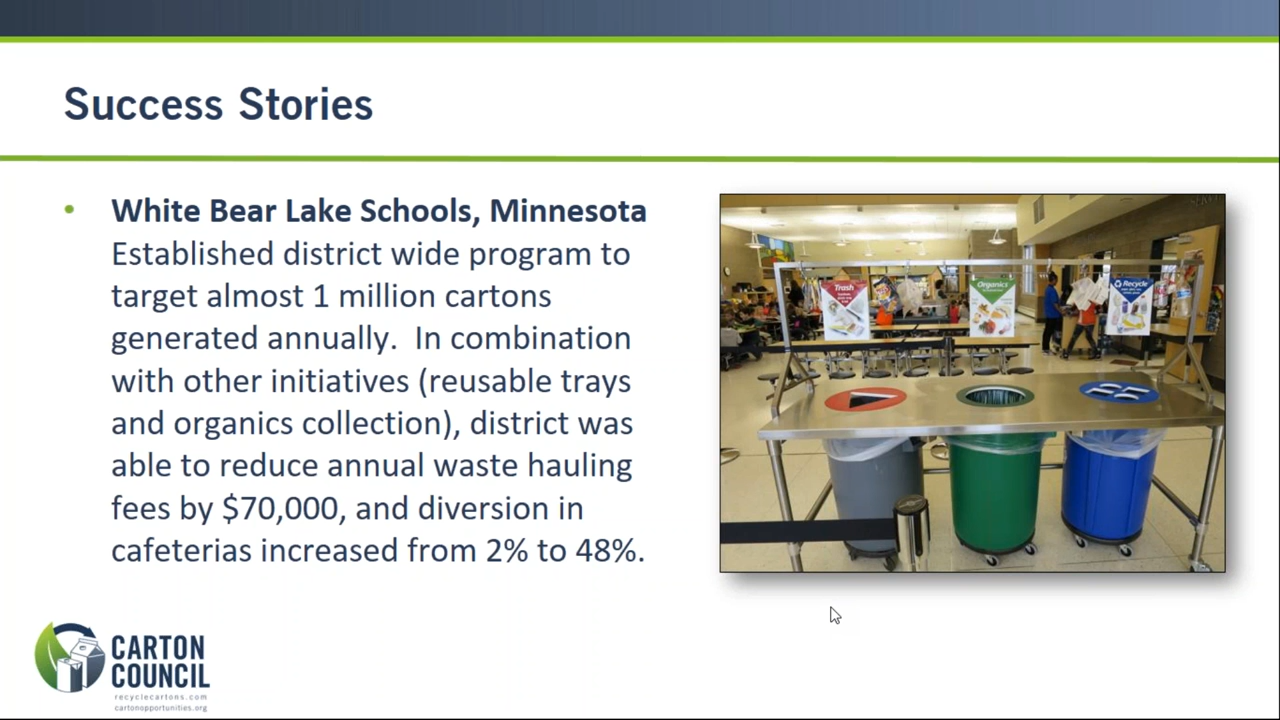 Success Stories
• White Bear Lake Schools, Minnesota
Established district wide program to
target almost 1 million cartons
generated annually.  In combination
with other initiatives (reusable trays
and organics collection), district was
able to reduce annual waste hauling
fees by $70,000, and diversion in
cafeterias increased from 2% to 48%.
Trash
Organics
Recycle
CARTON
COUNCIL
recyclecartons.com
cartonopportunities.org